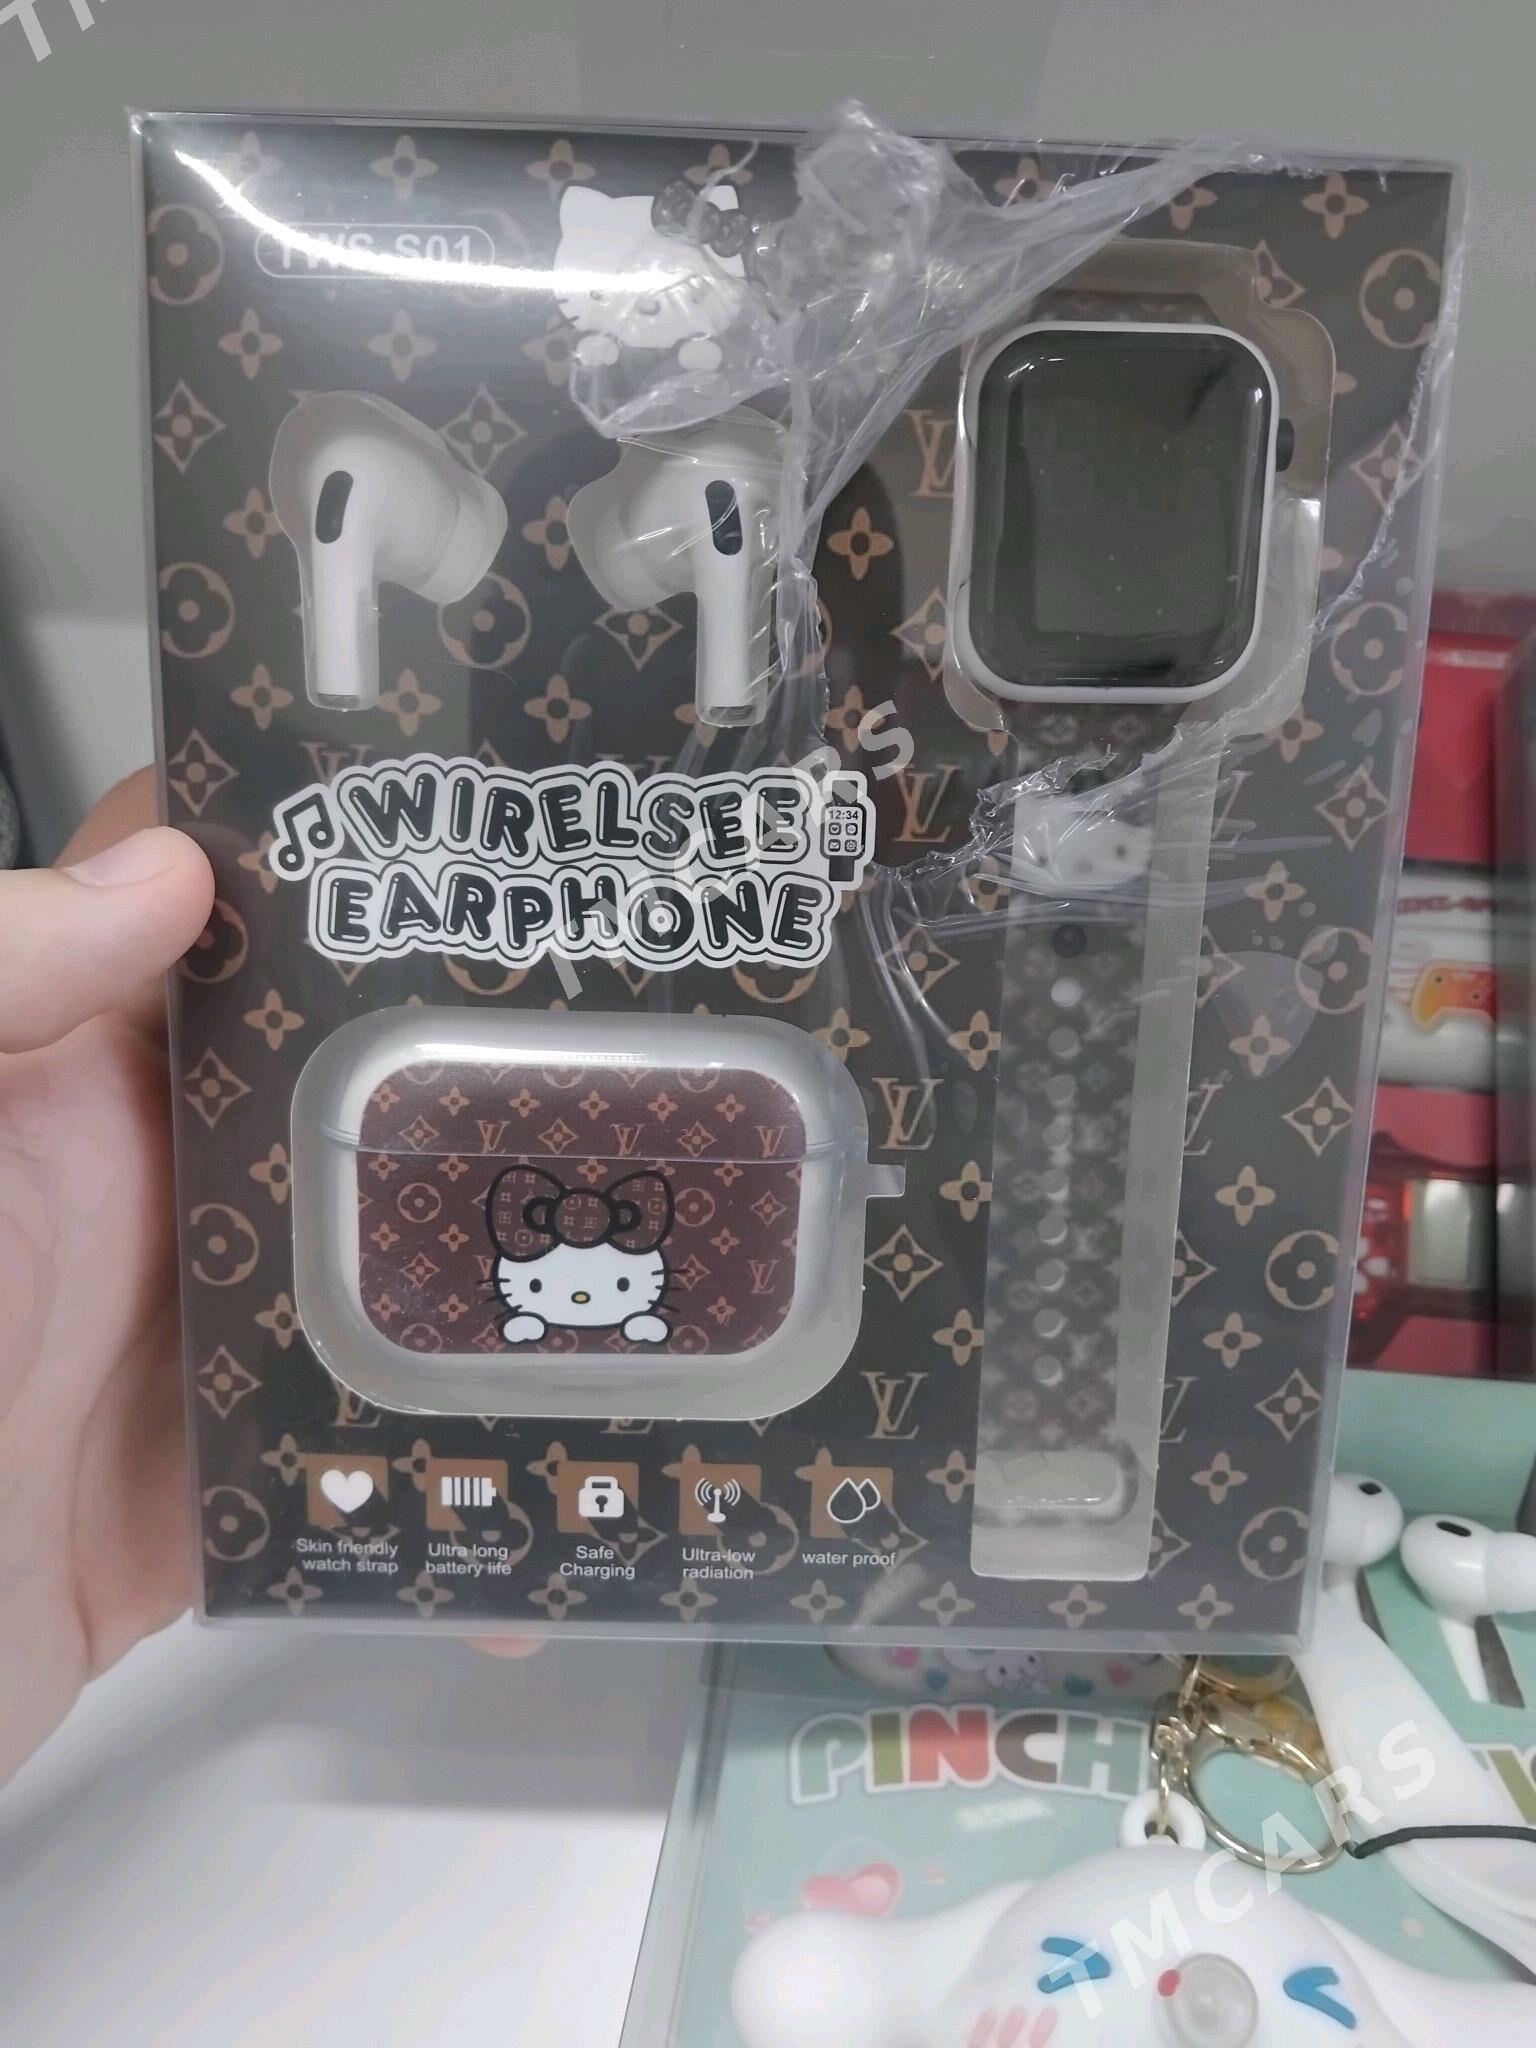 TWS-S01
WIRELSEE
12:34
EARPHONE
Skin friendly
watch strap
Ultra long
battery life
Safe
Charging
Ultra-low
radiation
water proof
PINCH
TMCARS
TMCARS